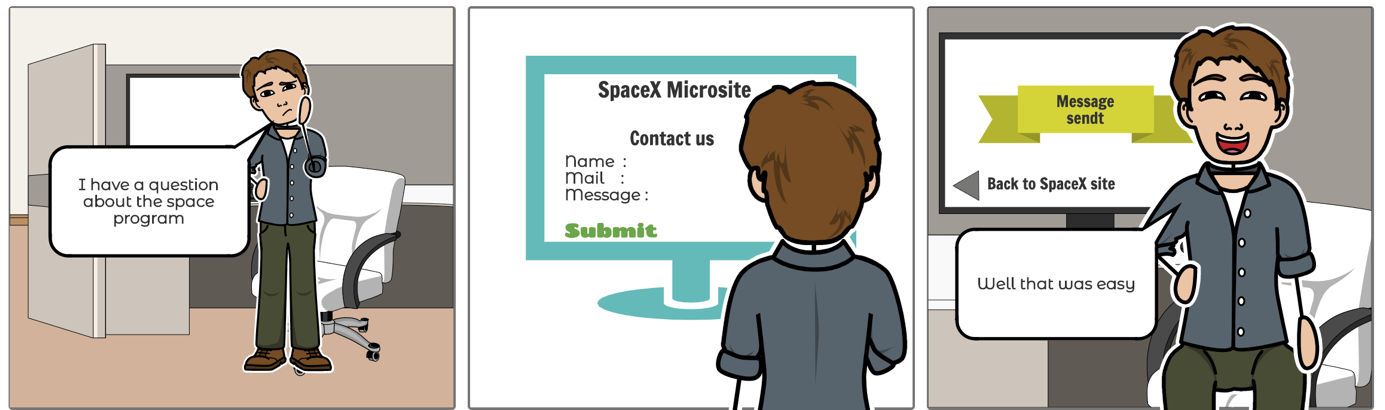 I have a question
about the space
program
SpaceX Microsite
Contact us
Name :
Mail :
Message :
Submit
Message
sendt
Back to SpaceX site
Well that was easy